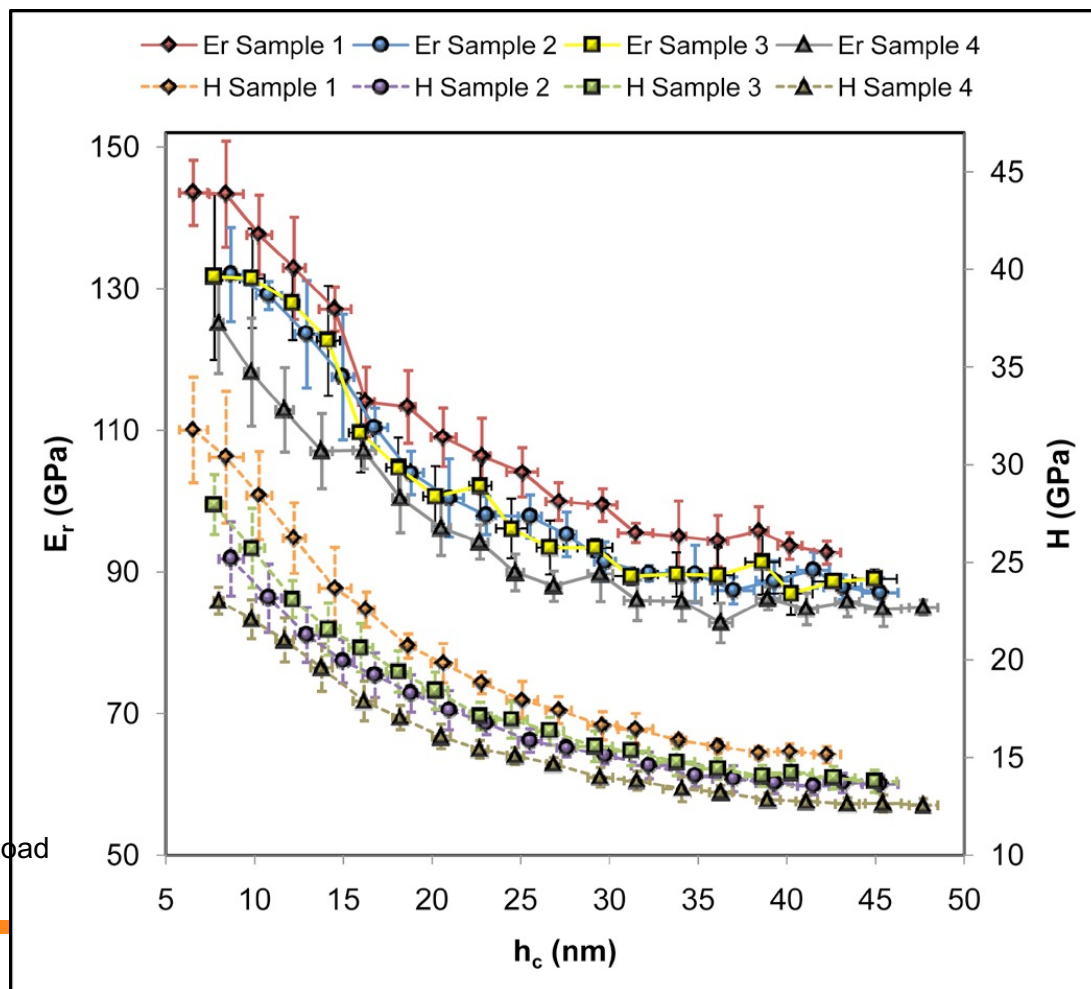 Er Sample 1 Er Sample 2 Er Sample 3 Er Sample 4
H Sample 1 H Sample 2 H Sample 3 H Sample 4
150
130
110
90
70
50
Er (GPa)
45
40
35
30
25
20
15
10
H (GPa)
5 10 15 20 25 30 35 40 45 50
hc (nm)
oad